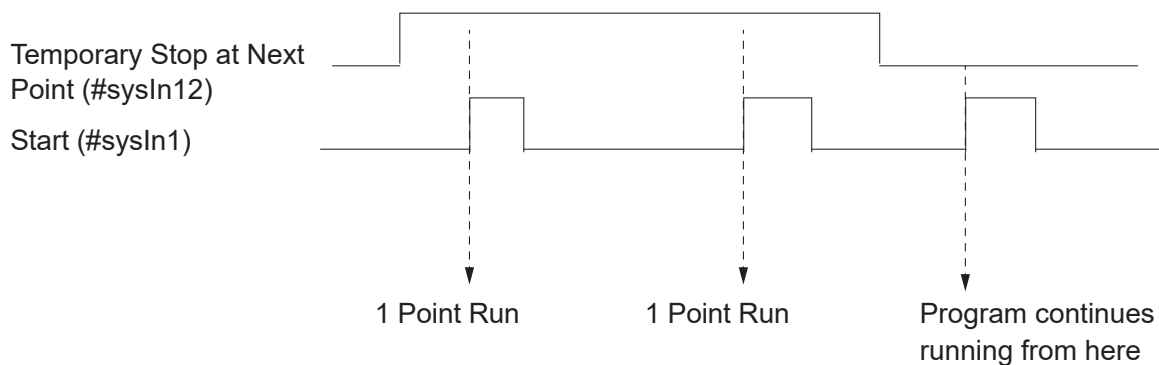 Temporary Stop at Next
Point (#sysIn12)
Start (#sysIn1)
1 Point Run
1 Point Run
Program continues
running from here